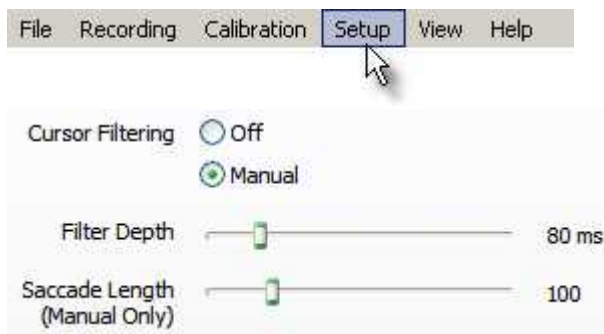 File Recording Calibration Setup View Help
Cursor Filtering Off
Manual
Filter Depth 80 ms
Saccade Length 100
(Manual Only)